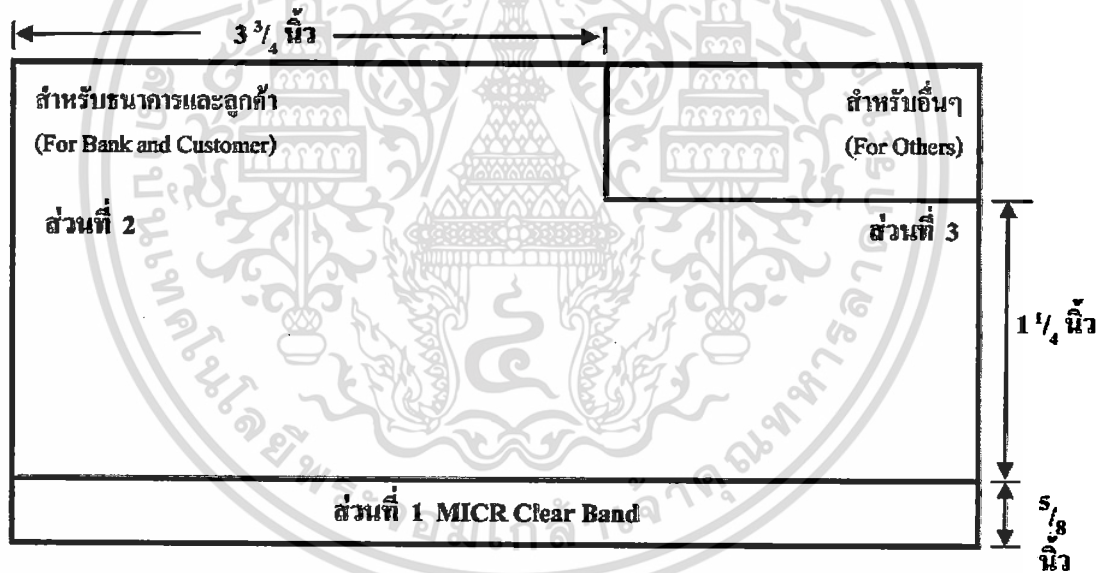 3 3/4 นิ้ว
สำหรับธนาคารและลูกค้า
(For Bank and Customer)
สำหรับอื่นๆ
(For Others)
ส่วนที่ 2
ส่วนที่ 3
1 1/4 นิ้ว
ส่วนที่ 1 MICR Clear Band
5/8
นิ้ว